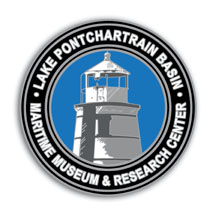 • LAKE PONTCHARTRAIN BASIN •
MARITIME MUSEUM & RESEARCH CENTER